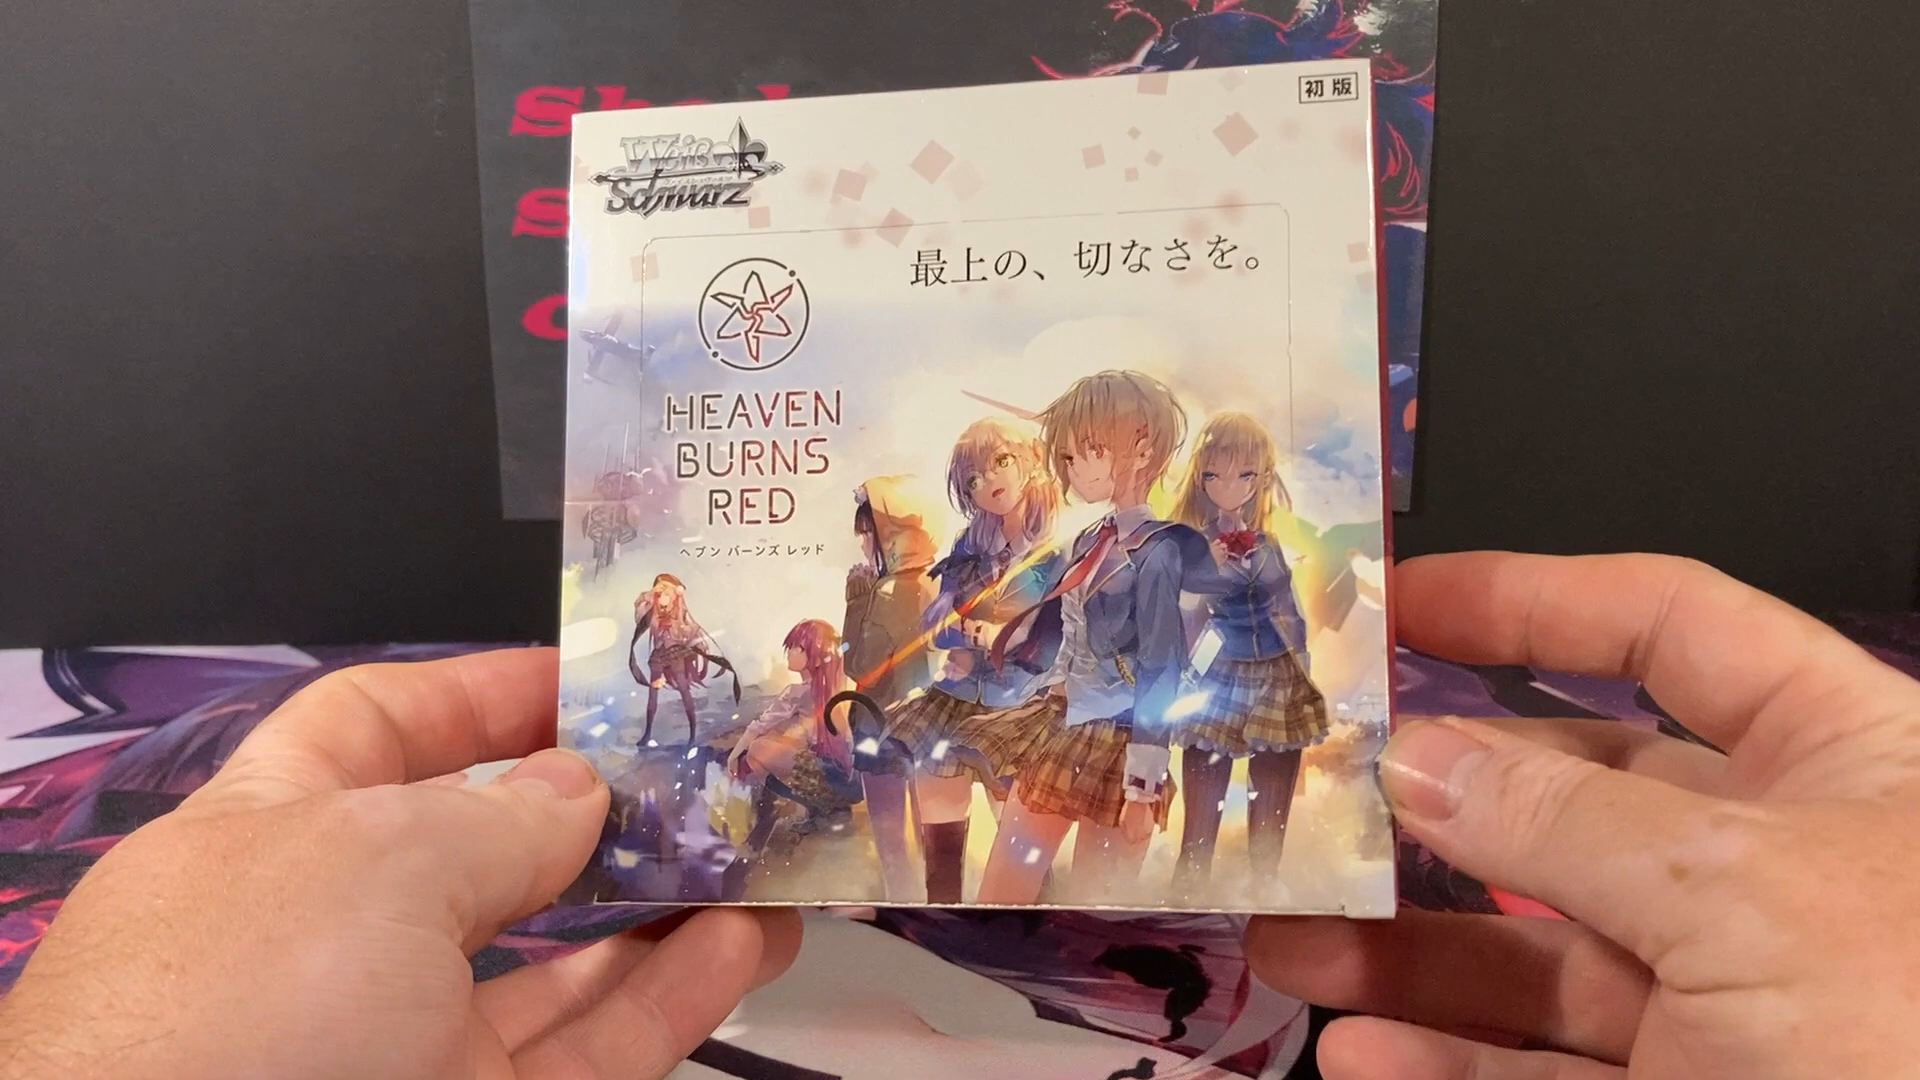 初版
Weiß
Schwarz
最上の、切なさを。
HEAVEN
BURNS
RED
ヘブン バーンズ レッド